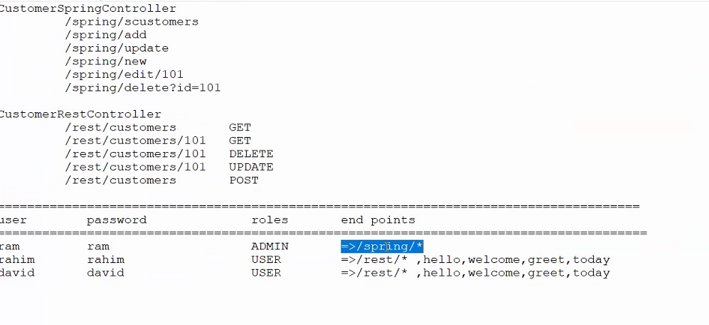 CustomerSpringController
/spring/scustomers
/spring/add
/spring/update
/spring/new
/spring/edit/101
/spring/delete?id=101
CustomerRestController
/rest/customers GET
/rest/customers/101 GET
/rest/customers/101 DELETE
/rest/customers/101 UPDATE
/rest/customers POST
================================================================================
user password roles end points
================================================================================
ram ram ADMIN =>/spring/*
rahim rahim USER =>/rest/* ,hello,welcome,greet,today
david david USER =>/rest/* ,hello,welcome,greet,today